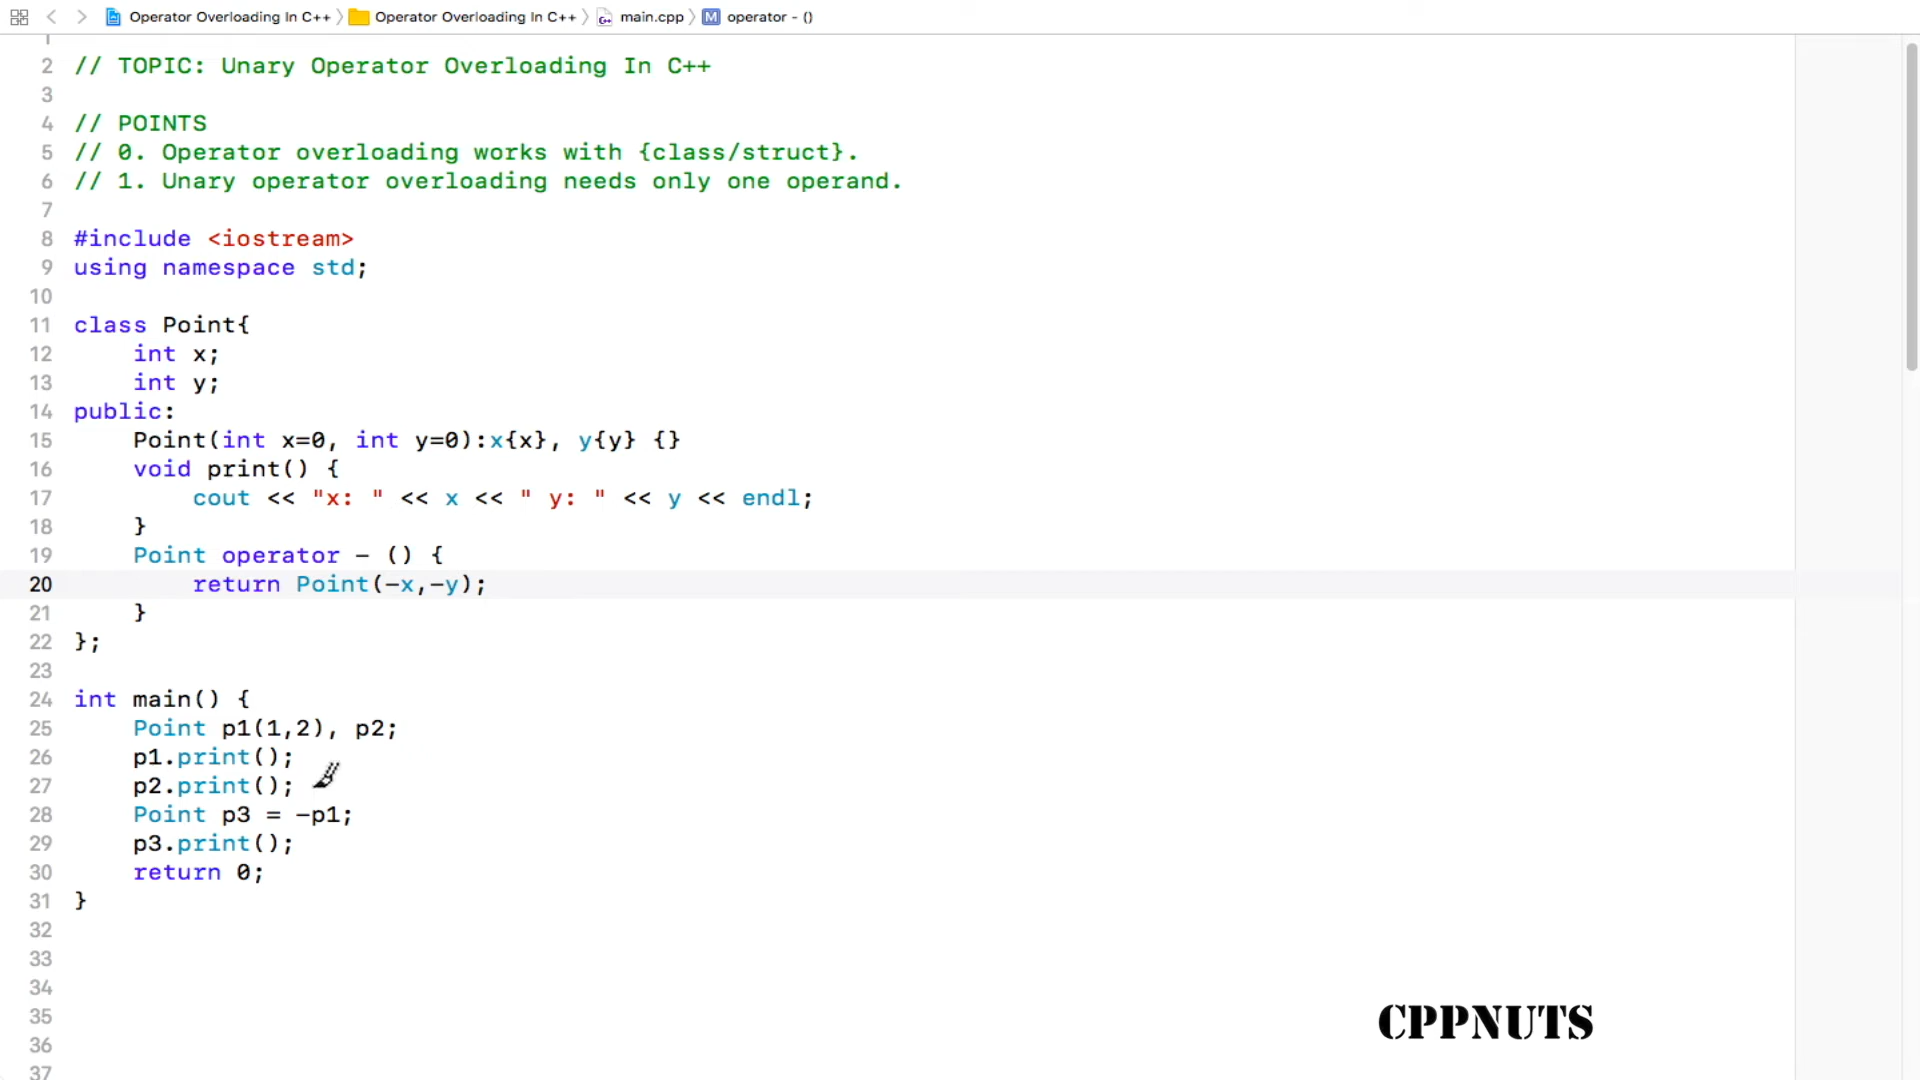 Operator Overloading In C++ Operator Overloading In C++ main.cpp M operator - ()
1
2 // TOPIC: Unary Operator Overloading In C++
3
4 // POINTS
5 // 0. Operator overloading works with {class/struct}.
6 // 1. Unary operator overloading needs only one operand.
7
8 #include <iostream>
9 using namespace std;
10
11 class Point{
12     int x;
13     int y;
14 public:
15     Point(int x=0, int y=0):x{x}, y{y} {}
16     void print() {
17         cout << "x: " << x << " y: " << y << endl;
18     }
19     Point operator - () {
20         return Point(-x,-y);
21     }
22 };
23
24 int main() {
25     Point p1(1,2), p2;
26     p1.print();
27     p2.print();
28     Point p3 = -p1;
29     p3.print();
30     return 0;
31 }
32
33
34
35
36
37
CPPNUTS